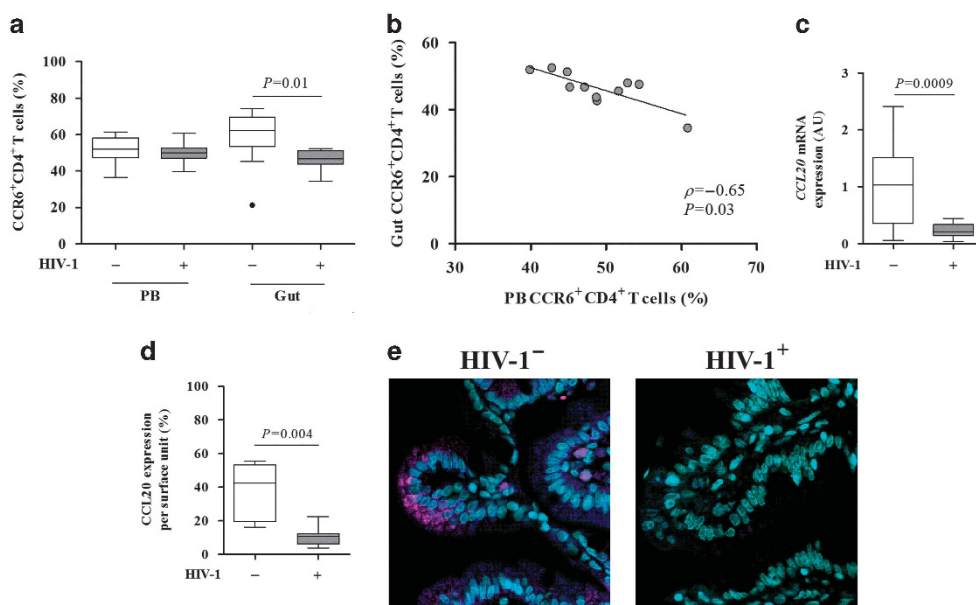 a
CCR6+CD4+ T cells (%)
100
80
60
40
20
0
P=0.01
HIV-1 − + − +
PB Gut
b
Gut CCR6+CD4+ T cells (%)
60
40
20
0
ρ=−0.65
P=0.03
30 40 50 60 70
PB CCR6+ CD4+ T cells (%)
c
CCL20 mRNA
expression (AU)
3
2
1
0
P=0.0009
HIV-1 − +
d
CCL20 expression
per surface unit (%)
100
80
60
40
20
0
P=0.004
HIV-1 − +
e
HIV-1− HIV-1+